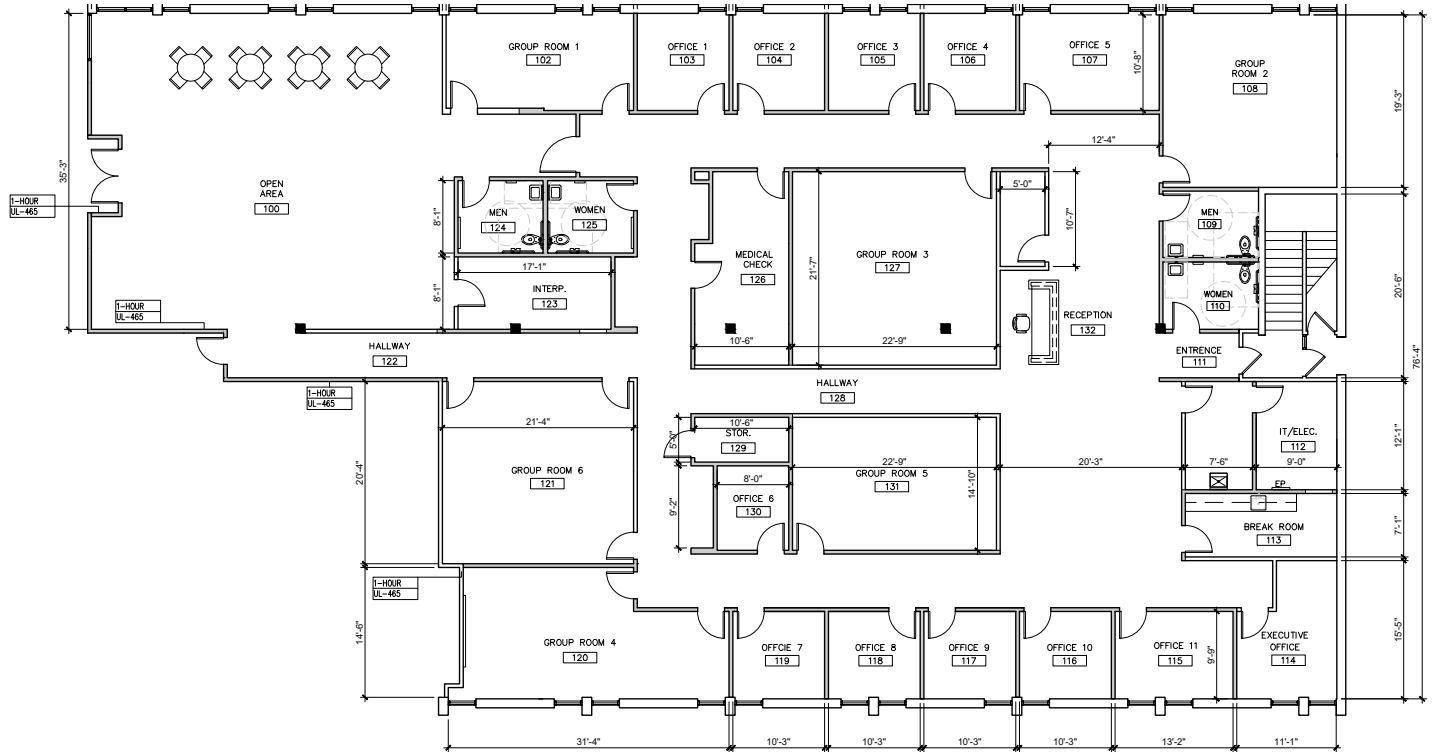 GROUP ROOM 1
102
OFFICE 1
103
OFFICE 2
104
OFFICE 3
105
OFFICE 4
106
OFFICE 5
107
10'-8"
GROUP
ROOM 2
108
19'-3"
12'-4"
35'-3"
1-HOUR
UL-465
OPEN
AREA
100
8'-1"
MEN
124
WOMEN
125
5'-0"
10'-7"
MEN
109
17'-1"
8'-1"
INTERP.
123
MEDICAL
CHECK
126
21'-7"
GROUP ROOM 3
127
WOMEN
110
20'-6"
1-HOUR
UL-465
RECEPTION
132
HALLWAY
122
10'-6"
22'-9"
ENTRENCE
111
76'-4"
1-HOUR
UL-465
HALLWAY
128
21'-4"
10'-6"
5'-0"
STOR.
129
IT/ELEC.
112
12'-1"
20'-4"
GROUP ROOM 6
121
22'-9"
GROUP ROOM 5
131
14'-10"
20'-3"
7'-6"
9'-0"
EP
8'-0"
9'-2"
OFFICE 6
130
BREAK ROOM
113
7'-1"
1-HOUR
UL-465
14'-6"
GROUP ROOM 4
120
OFFCIE 7
119
OFFICE 8
118
OFFICE 9
117
OFFICE 10
116
OFFICE 11
115
9'-9"
EXECUTIVE
OFFICE
114
15'-5"
31'-4"
10'-3"
10'-3"
10'-3"
10'-3"
13'-2"
11'-1"